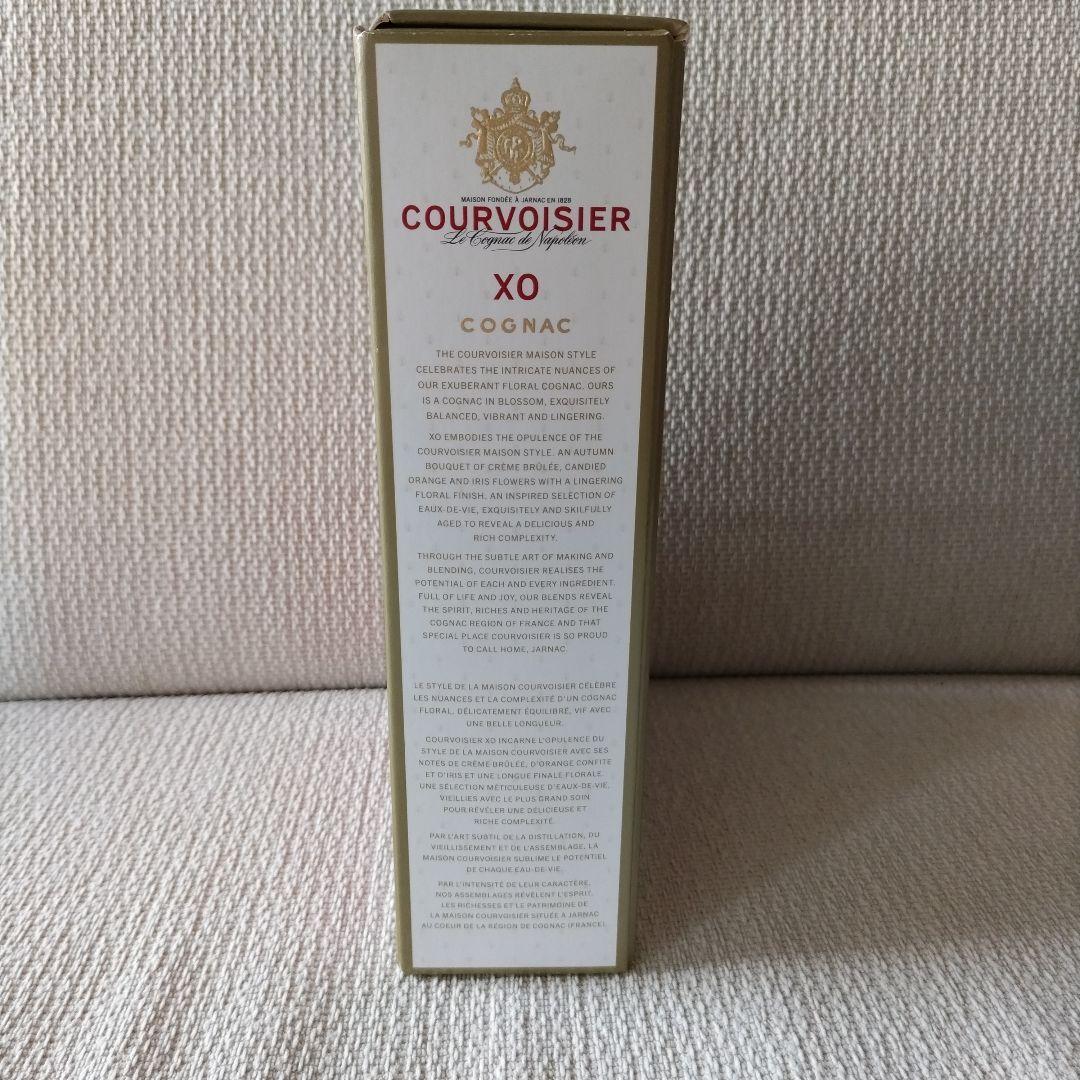 MAISON FONDÉE À JARNAC EN 1828
COURVOISIER
Le Cognac de Napoléon
XO
COGNAC
THE COURVOISIER MAISON STYLE
CELEBRATES THE INTRICATE NUANCES OF
OUR EXUBERANT FLORAL COGNAC. OURS
IS A COGNAC IN BLOSSOM, EXQUISITELY
BALANCED, VIBRANT AND LINGERING.
XO EMBODIES THE OPULENCE OF THE
COURVOISIER MAISON STYLE. AN AUTUMN
BOUQUET OF CRÈME BRÛLÉE, CANDIED
ORANGE AND IRIS FLOWERS WITH A LINGERING
FLORAL FINISH. AN INSPIRED SELECTION OF
EAUX-DE-VIE, EXQUISITELY AND SKILFULLY
AGED TO REVEAL A DELICIOUS AND
RICH COMPLEXITY.
THROUGH THE SUBTLE ART OF MAKING AND
BLENDING, COURVOISIER REALISES THE
POTENTIAL OF EACH AND EVERY INGREDIENT.
FULL OF LIFE AND JOY, OUR BLENDS REVEAL
THE SPIRIT, RICHES AND HERITAGE OF THE
COGNAC REGION OF FRANCE AND THAT
SPECIAL PLACE COURVOISIER IS SO PROUD
TO CALL HOME, JARNAC.
LE STYLE DE LA MAISON COURVOISIER CÉLÈBRE
LES NUANCES ET LA COMPLEXITÉ D'UN COGNAC
FLORAL, DÉLICATEMENT ÉQUILIBRÉ, VIF AVEC
UNE BELLE LONGUEUR.
COURVOISIER XO INCARNE L'OPULENCE DU
STYLE DE LA MAISON COURVOISIER AVEC SES
NOTES DE CRÈME BRÛLÉE, D'ORANGE CONFITE
ET D'IRIS ET UNE LONGUE FINALE FLORALE.
UNE SÉLECTION MÉTICULEUSE D'EAUX-DE-VIE,
VIEILLIES AVEC LE PLUS GRAND SOIN
POUR RÉVÉLER UNE DÉLICIEUSE ET
RICHE COMPLEXITÉ.
PAR L'ART SUBTIL DE LA DISTILLATION, DU
VIEILLISSEMENT ET DE L'ASSEMBLAGE, LA
MAISON COURVOISIER SUBLIME LE POTENTIEL
DE CHAQUE EAU-DE-VIE.
PAR L'INTENSITÉ DE LEUR CARACTÈRE,
NOS ASSEMBLAGES RÉVÈLENT L'ESPRIT,
LES RICHESSES ET LE PATRIMOINE DE
LA MAISON COURVOISIER SITUÉE À JARNAC
AU COEUR DE LA RÉGION DE COGNAC (FRANCE).